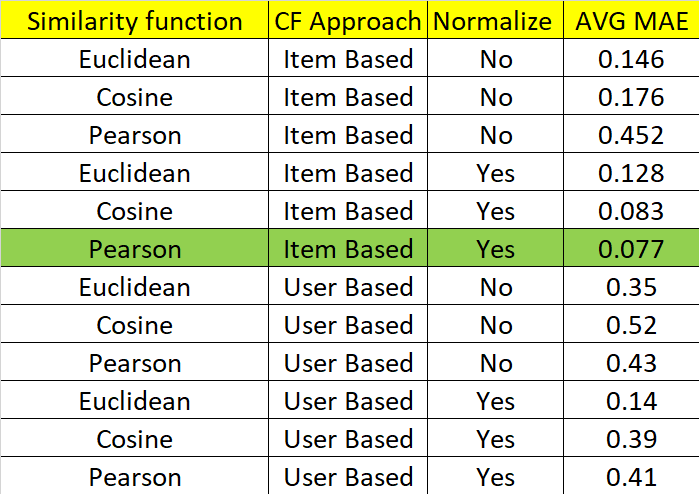 Similarity function CF Approach Normalize AVG MAE
Euclidean Item Based No 0.146
Cosine Item Based No 0.176
Pearson Item Based No 0.452
Euclidean Item Based Yes 0.128
Cosine Item Based Yes 0.083
Pearson Item Based Yes 0.077
Euclidean User Based No 0.35
Cosine User Based No 0.52
Pearson User Based No 0.43
Euclidean User Based Yes 0.14
Cosine User Based Yes 0.39
Pearson User Based Yes 0.41